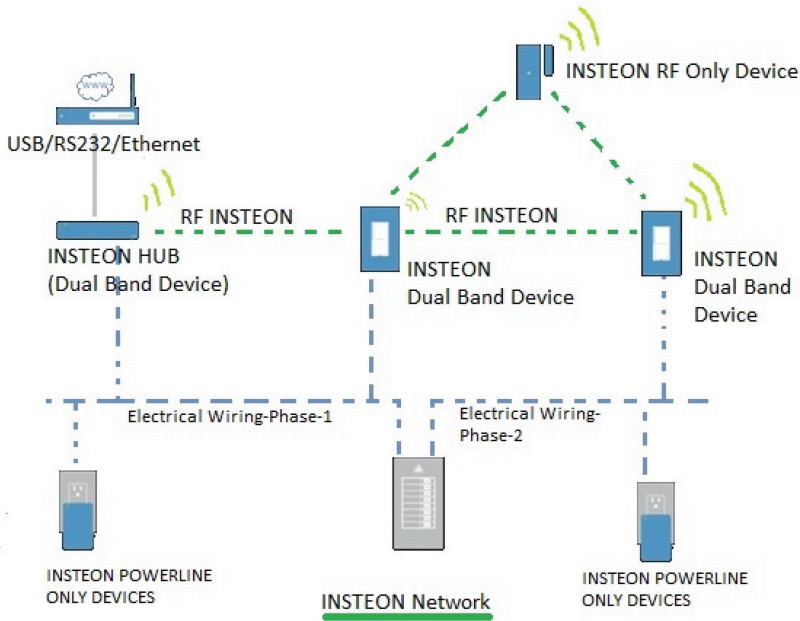 INSTEON RF Only Device
www
USB/RS232/Ethernet
RF INSTEON
RF INSTEON
INSTEON HUB
(Dual Band Device)
INSTEON
Dual Band Device
INSTEON
Dual Band
Device
Electrical Wiring-Phase-1
Electrical Wiring-
Phase-2
INSTEON POWERLINE
ONLY DEVICES
INSTEON POWERLINE
ONLY DEVICES
INSTEON Network